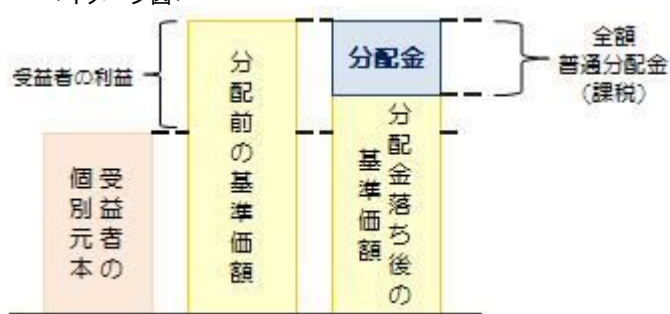 受益者の利益
受益者の
個別元本
分配前の基準価額
分配金
分配金落ち後の
基準価額
全額
普通分配金
(課税)